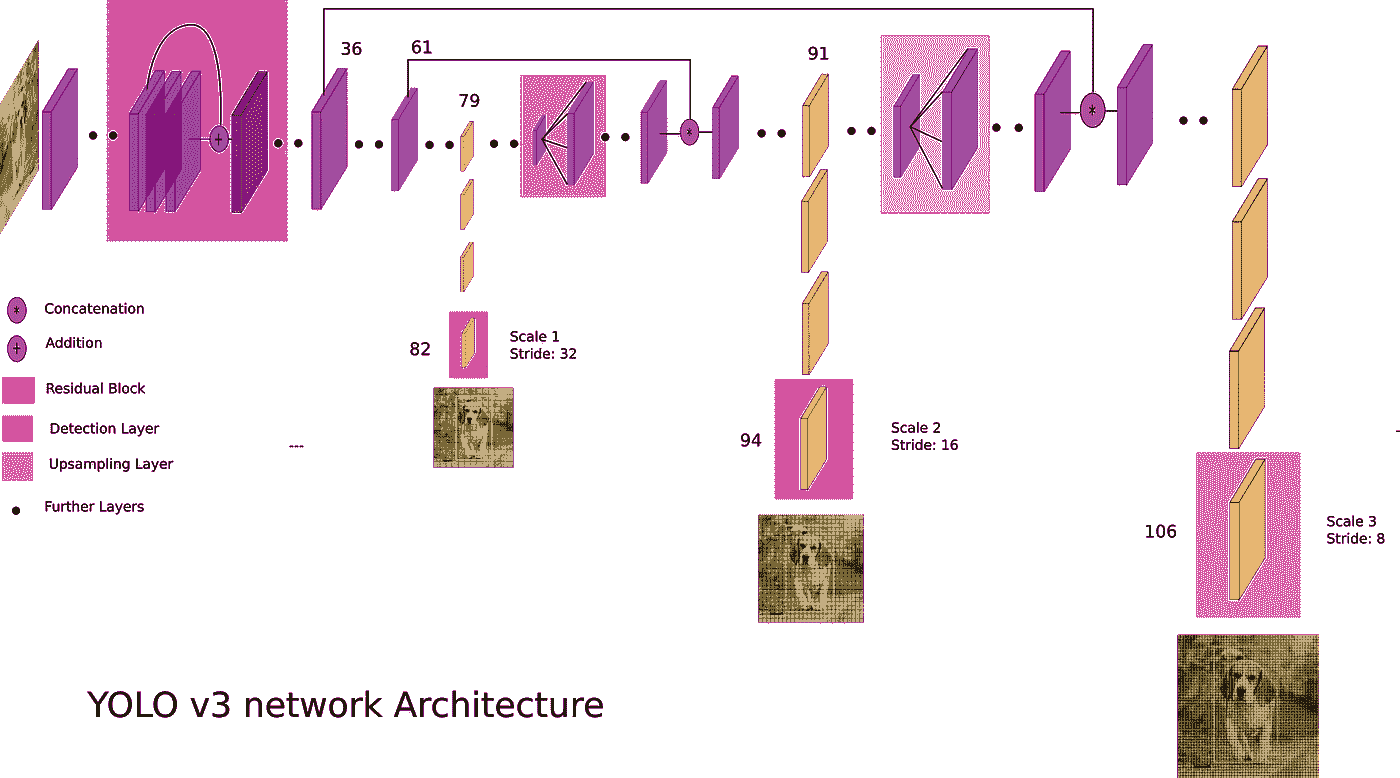 36
61
79
91
*
*
+
* Concatenation
+ Addition
Residual Block
Detection Layer
Upsampling Layer
Further Layers
82
Scale 1
Stride: 32
94
Scale 2
Stride: 16
106
Scale 3
Stride: 8
YOLO v3 network Architecture